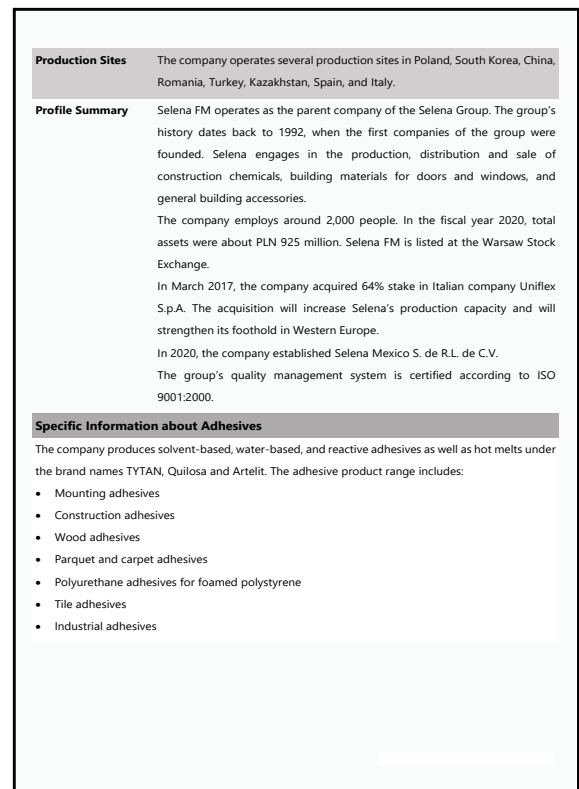 Production Sites The company operates several production sites in Poland, South Korea, China,
Romania, Turkey, Kazakhstan, Spain, and Italy.
Profile Summary Selena FM operates as the parent company of the Selena Group. The group's
history dates back to 1992, when the first companies of the group were
founded. Selena engages in the production, distribution and sale of
construction chemicals, building materials for doors and windows, and
general building accessories.
The company employs around 2,000 people. In the fiscal year 2020, total
assets were about PLN 925 million. Selena FM is listed at the Warsaw Stock
Exchange.
In March 2017, the company acquired 64% stake in Italian company Uniflex
S.p.A. The acquisition will increase Selena's production capacity and will
strengthen its foothold in Western Europe.
In 2020, the company established Selena Mexico S. de R.L. de C.V.
The group's quality management system is certified according to ISO
9001:2000.
Specific Information about Adhesives
The company produces solvent-based, water-based, and reactive adhesives as well as hot melts under
the brand names TYTAN, Quilosa and Artelit. The adhesive product range includes:
• Mounting adhesives
• Construction adhesives
• Wood adhesives
• Parquet and carpet adhesives
• Polyurethane adhesives for foamed polystyrene
• Tile adhesives
• Industrial adhesives